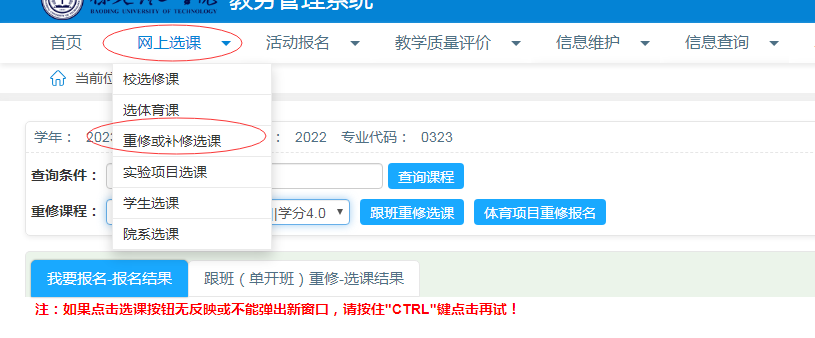 教务管理系统
BAODING UNIVERSITY OF TECHNOLOGY
首页 网上选课 活动报名 教学质量评价 信息维护 信息查询
当前位
校选修课
选体育课
学年： 2023 ： 2022 专业代码： 0323
重修或补修选课
查询条件： 查询课程
实验项目选课
重修课程： ||学分4.0 跟班重修选课 体育项目重修报名
学生选课
院系选课
我要报名-报名结果 跟班（单开班）重修-选课结果
注：如果点击选课按钮无反映或不能弹出新窗口，请按住"CTRL"键点击再试！